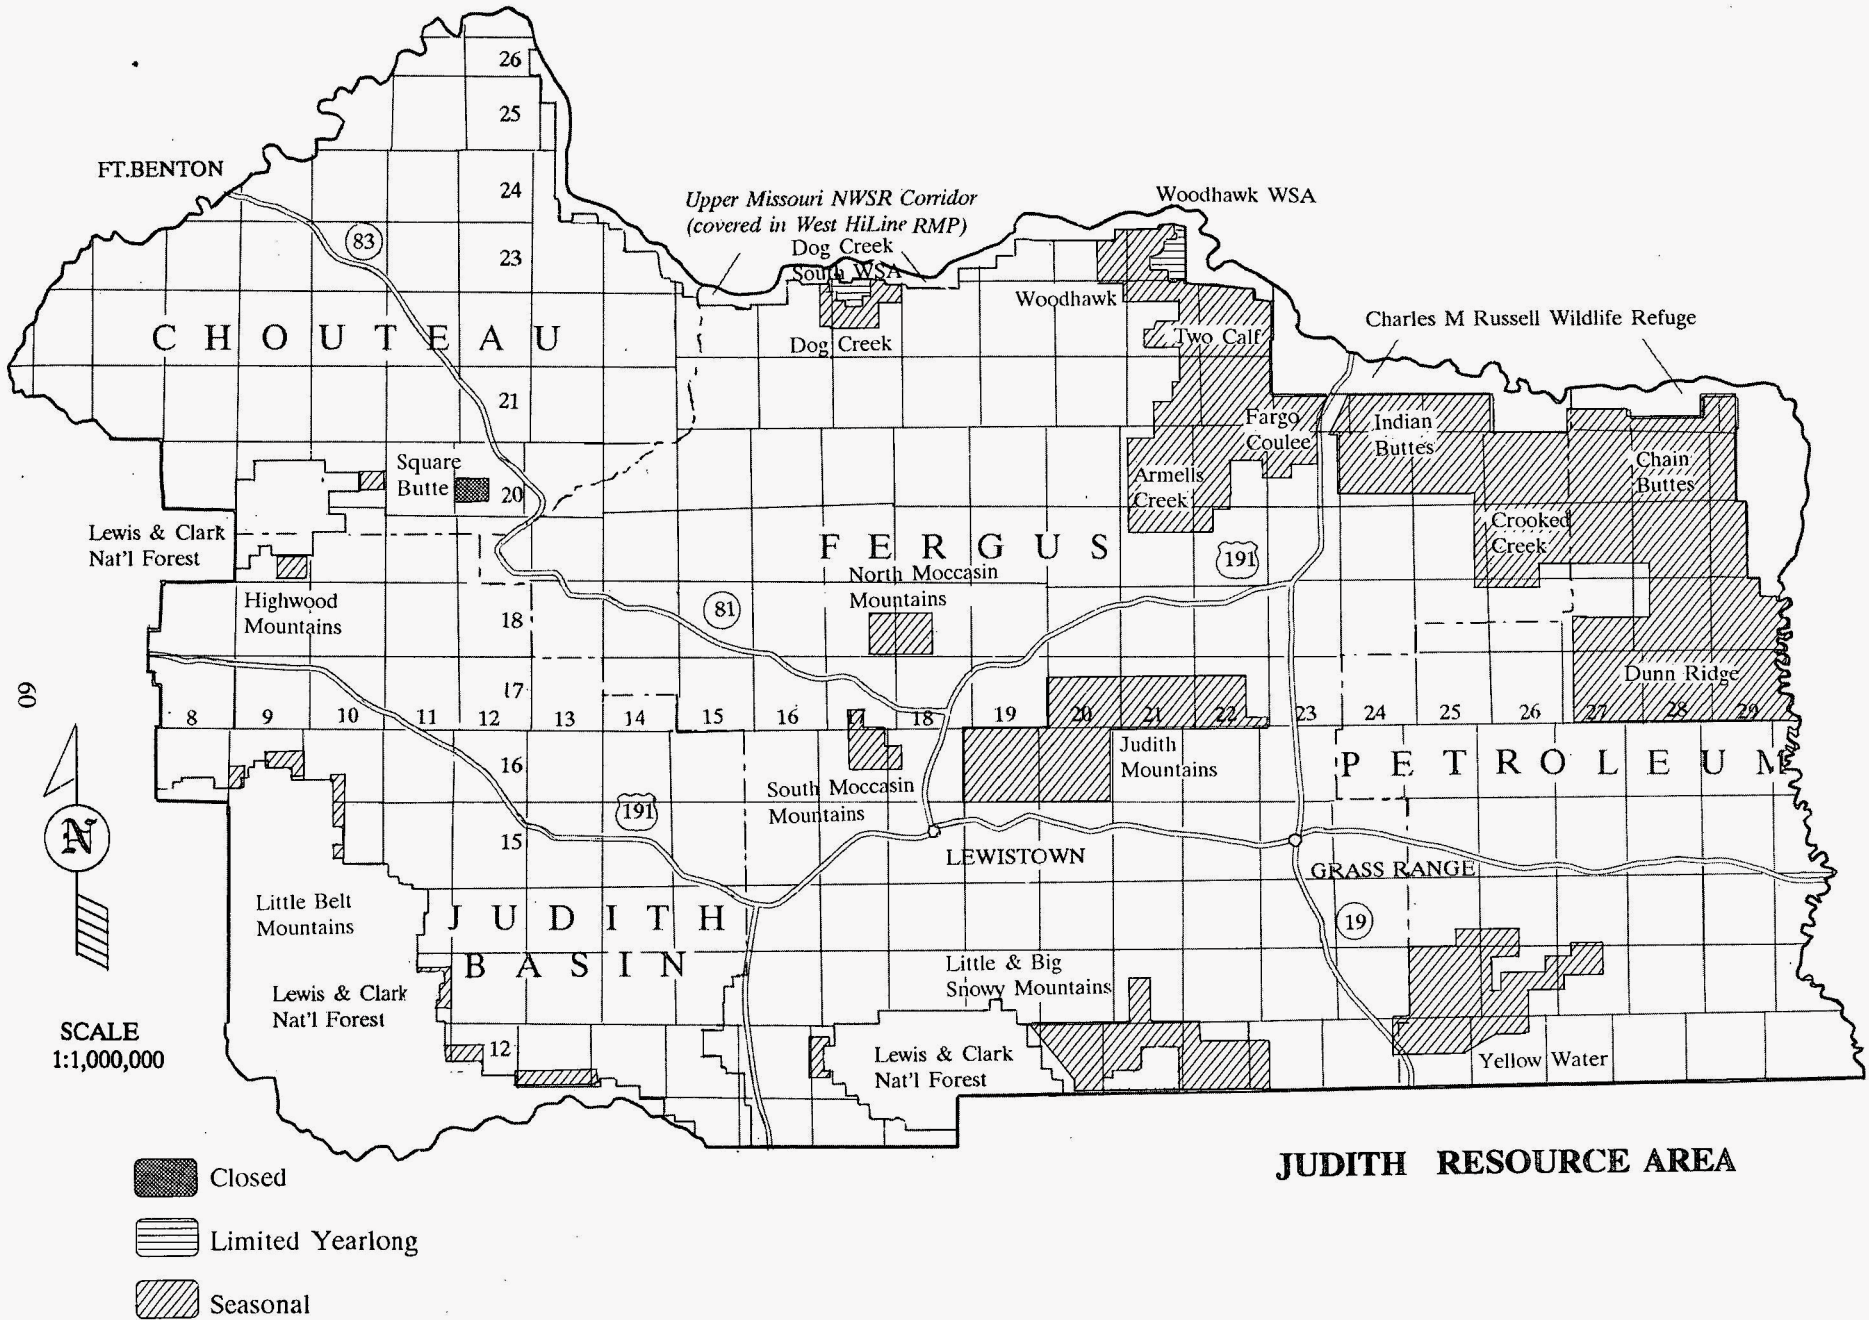 26
25
FT.BENTON
24
Upper Missouri NWSR Corridor
(covered in West HiLine RMP)
Woodhawk WSA
83
23
Dog Creek
South WSA
Woodhawk
CHOUTEAU
Dog Creek
Two Calf
Charles M Russell Wildlife Refuge
21
Fargo
Coulee
Indian
Buttes
Square
Butte
20
Armells
Creek
Chain
Buttes
Lewis & Clark
Nat'l Forest
Crooked
Creek
FERGUS
191
North Moccasin
Mountains
Highwood
Mountains
81
18
17
Dunn Ridge
60
8 9 10 11 12 13 14 15 16 18 19 20 21 22 23 24 25 26 27 28 29
16
Judith
Mountains
PETROLEUM
South Moccasin
Mountains
191
N
15
LEWISTOWN
GRASS RANGE
Little Belt
Mountains
JUDITH
BASIN
19
Little & Big
Snowy Mountains
Lewis & Clark
Nat'l Forest
SCALE
1:1,000,000
12
Lewis & Clark
Nat'l Forest
Yellow Water
JUDITH RESOURCE AREA
Closed
Limited Yearlong
Seasonal